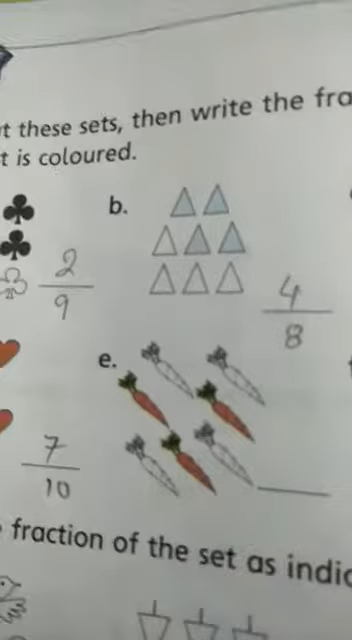 t these sets, then write the fra
t is coloured.
b.
2
9
4
8
e.
7
10
fraction of the set as indic